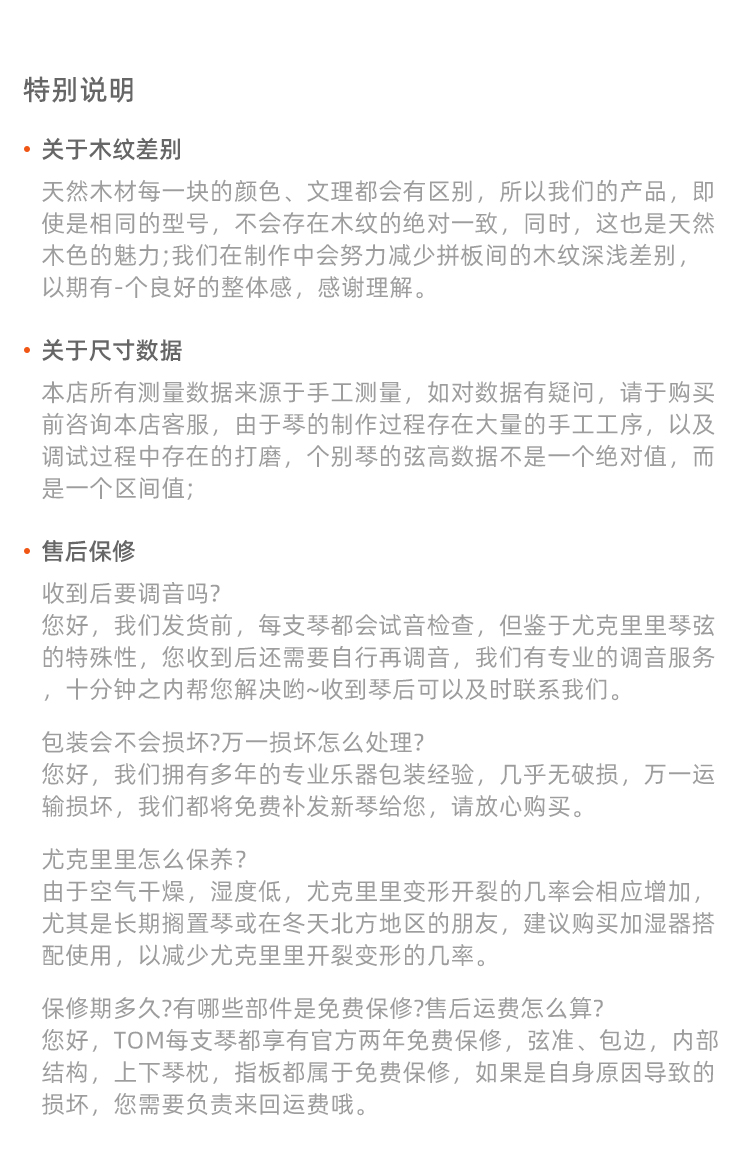 特别说明
关于木纹差别
天然木材每一块的颜色、文理都会有区别，所以我们的产品，即
使是相同的型号，不会存在木纹的绝对一致，同时，这也是天然
木色的魅力;我们在制作中会努力减少拼板间的木纹深浅差别，
以期有-个良好的整体感，感谢理解。
关于尺寸数据
本店所有测量数据来源于手工测量，如对数据有疑问，请于购买
前咨询本店客服，由于琴的制作过程存在大量的手工工序，以及
调试过程中存在的打磨，个别琴的弦高数据不是一个绝对值，而
是一个区间值;
售后保修
收到后要调音吗?
您好，我们发货前，每支琴都会试音检查，但鉴于尤克里里琴弦
的特殊性，您收到后还需要自行再调音，我们有专业的调音服务
，十分钟之内帮您解决哟~收到琴后可以及时联系我们。
包装会不会损坏?万一损坏怎么处理?
您好，我们拥有多年的专业乐器包装经验，几乎无破损，万一运
输损坏，我们都将免费补发新琴给您，请放心购买。
尤克里里怎么保养?
由于空气干燥，湿度低，尤克里里变形开裂的几率会相应增加，
尤其是长期搁置琴或在冬天北方地区的朋友，建议购买加湿器搭
配使用，以减少尤克里里开裂变形的几率。
保修期多久?有哪些部件是免费保修?售后运费怎么算?
您好，TOM每支琴都享有官方两年免费保修，弦准、包边，内部
结构，上下琴枕，指板都属于免费保修，如果是自身原因导致的
损坏，您需要负责来回运费哦。